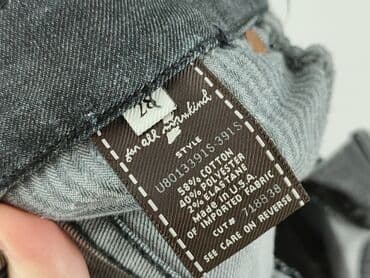 28
for all mankind
STYLE
U8013391S-391S
58% COTTON
40% POLYESTER
2% ELASTANE
MADE IN U.S.A.
OF IMPORTED FABRIC
CUT# 718838
SEE CARE ON REVERSE